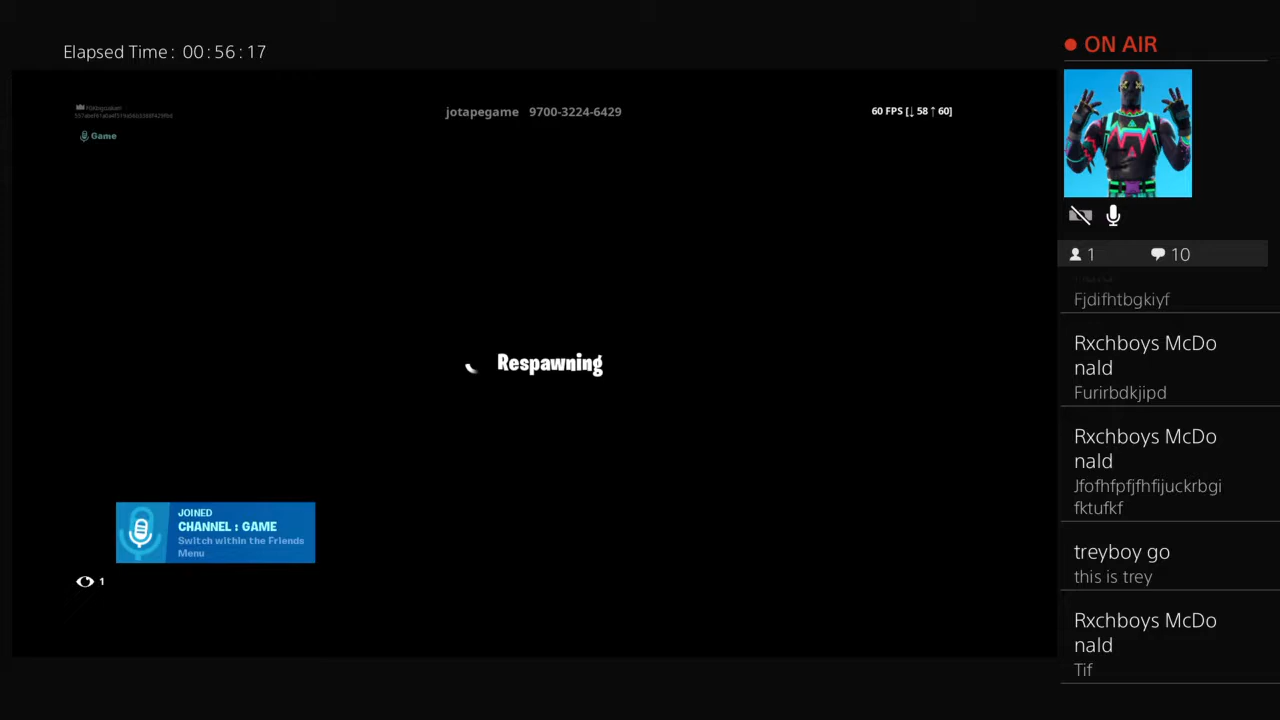 Elapsed Time: 00:56:17
ON AIR
jotapegame 9700-3224-6429
60 FPS [↓ 58 ↑ 60]
Game
1
10
Fjdifhtbgkiyf
Rxchboys McDo
nald
Furirbdkjipd
Respawning
Rxchboys McDo
nald
Jfofhfpfjfhfijuckrbgi
fktufkf
JOINED
CHANNEL : GAME
Switch within the Friends
Menu
treyboy go
this is trey
1
Rxchboys McDo
nald
Tif